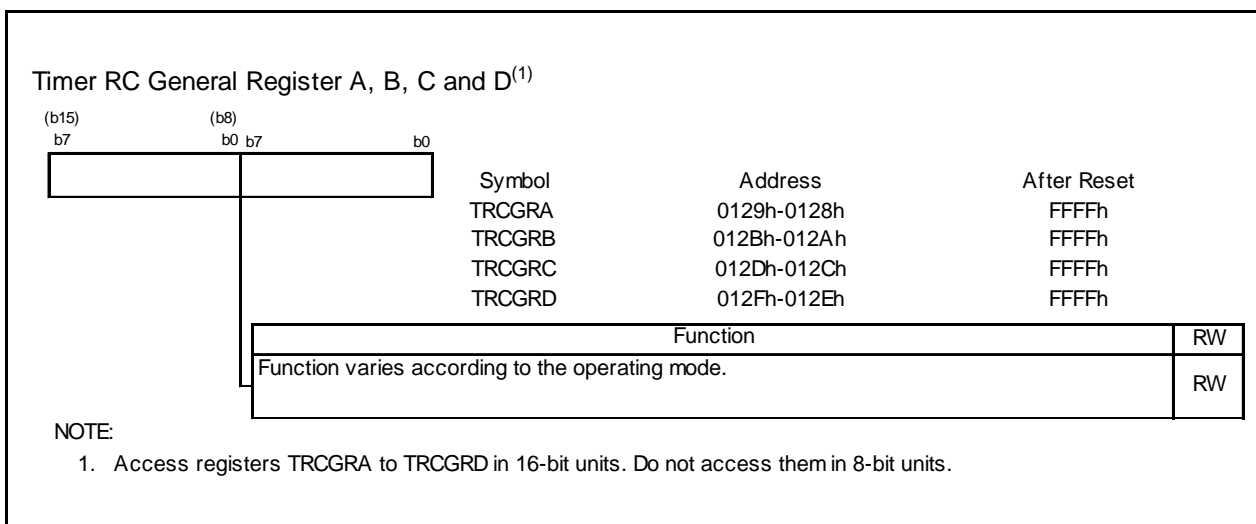 Timer RC General Register A, B, C and D(1)
(b15) (b8)
b7 b0 b7 b0
Symbol Address After Reset
TRCGRA 0129h-0128h FFFFh
TRCGRB 012Bh-012Ah FFFFh
TRCGRC 012Dh-012Ch FFFFh
TRCGRD 012Fh-012Eh FFFFh
Function RW
Function varies according to the operating mode. RW
NOTE:
1. Access registers TRCGRA to TRCGRD in 16-bit units. Do not access them in 8-bit units.